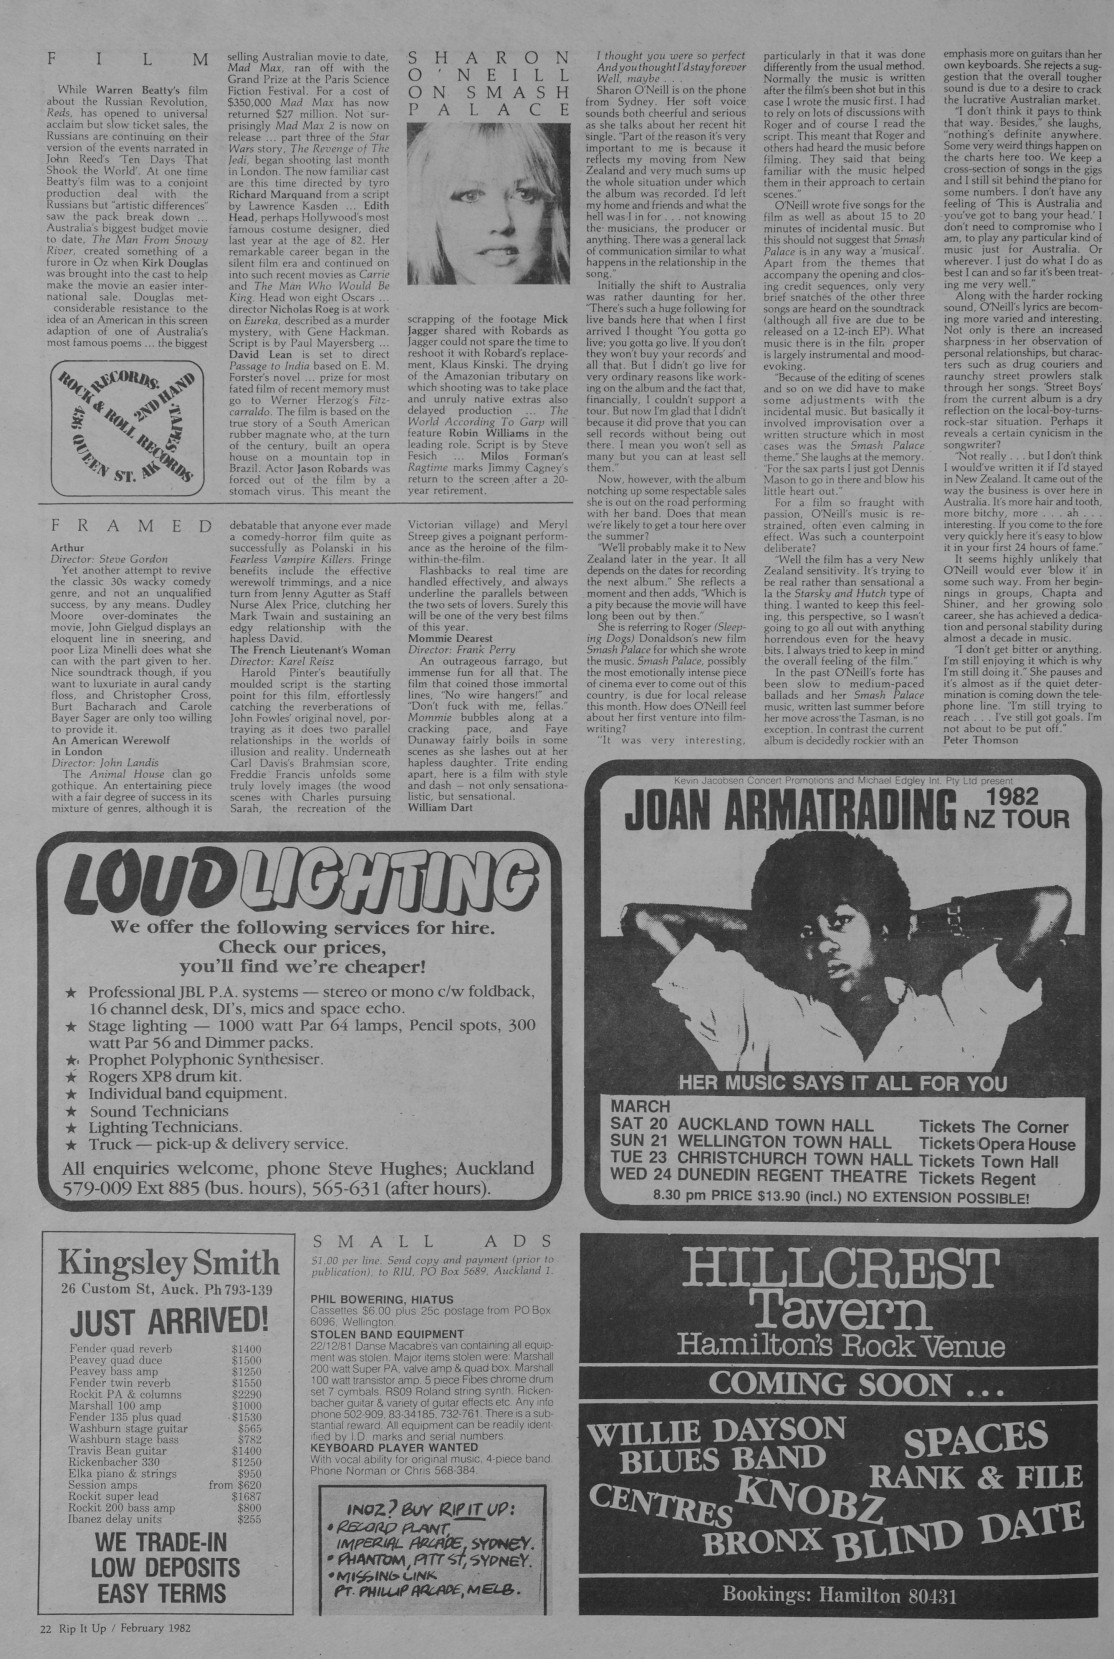 F I L M
While Warren Beatty's film
about the Russian Revolution,
Reds, has opened to universal
acclaim but slow ticket sales, the
Russians are continuing on their
version of the events narrated in
John Reed's 'Ten Days That
Shook the World'. At one time
Beatty's film was to a conjoint
production deal with the
Russians but "artistic differences"
saw the pack break down ...
Australia's biggest budget movie
to date, The Man From Snowy
River, created something of a
furore in Oz when Kirk Douglas
was brought into the cast to help
make the movie an easier inter-
national sale. Douglas met
considerable resistance to the
idea of an American in this screen
adaption of one of Australia's
most famous poems ... the biggest
selling Australian movie to date,
Mad Max, ran off with the
Grand Prize at the Paris Science
Fiction Festival. For a cost of
$350,000 Mad Max has now
returned $27 million. Not sur-
prisingly Mad Max 2 is now on
release ... part three of the Star
Wars story, The Revenge of The
Jedi, began shooting last month
in London. The now familiar cast
are this time directed by tyro
Richard Marquand from a script
by Lawrence Kasden ... Edith
Head, perhaps Hollywood's most
famous costume designer, died
last year at the age of 82. Her
remarkable career began in the
silent film era and continued on
into such recent movies as Carrie
and The Man Who Would Be
King. Head won eight Oscars ...
director Nicholas Roeg is at work
on Eureka, described as a murder
mystery, with Gene Hackman.
Script is by Paul Mayersberg ...
David Lean is set to direct
Passage to India based on E. M.
Forster's novel ... prize for most
fated film of recent memory must
go to Werner Herzog's Fitz-
carraldo. The film is based on the
true story of a South American
rubber magnate who, at the turn
of the century, built an opera
house on a mountain top in
Brazil. Actor Jason Robards was
forced out of the film by a
stomach virus. This meant the
scrapping of the footage Mick
Jagger shared with Robards as
Jagger could not spare the time to
reshoot it with Robard's replace-
ment, Klaus Kinski. The drying
of the Amazonian tributary on
which shooting was to take place
and unruly native extras also
delayed production ... The
World According To Garp will
feature Robin Williams in the
leading role. Script is by Steve
Fesich ... Milos Forman's
Ragtime marks Jimmy Cagney's
return to the screen after a 20-
year retirement.
ROCK RECORDS·
ROCK & ROLL RECORDS
2ND HAND
·TAPES·
486 QUEEN ST. AK
F R A M E D
Arthur
Director: Steve Gordon
Yet another attempt to revive
the classic 30s wacky comedy
genre, and not an unqualified
success, by any means. Dudley
Moore over-dominates the
movie, John Gielgud displays an
eloquent line in sneering, and
poor Liza Minelli does what she
can with the part given to her.
Nice soundtrack though, if you
want to luxuriate in aural candy
floss, and Christopher Cross,
Burt Bacharach and Carole
Bayer Sager are only too willing
to provide it.
An American Werewolf
in London
Director: John Landis
The Animal House clan go
gothique. An entertaining piece
with a fair degree of success in its
mixture of genres, although it is
debatable that anyone ever made
a comedy-horror film quite as
successfully as Polanski in his
Fearless Vampire Killers. Fringe
benefits include the effective
werewolf trimmings, and a nice
turn from Jenny Agutter as Staff
Nurse Alex Price, clutching her
Mark Twain and sustaining an
edgy relationship with the
hapless David.
The French Lieutenant's Woman
Director: Karel Reisz
Harold Pinter's beautifully
moulded script is the starting
point for this film, effortlessly
catching the reverberations of
John Fowles' original novel, por-
traying as it does two parallel
relationships in the worlds of
illusion and reality. Underneath
Carl Davis's Brahmsian score,
Freddie Francis unfolds some
truly lovely images (the wood
scenes with Charles pursuing
Sarah, the recreation of the
Victorian village) and Meryl
Streep gives a poignant perform-
ance as the heroine of the film-
within-the-film.
Flashbacks to real time are
handled effectively, and always
underline the parallels between
the two sets of lovers. Surely this
will be one of the very best films
of this year.
Mommie Dearest
Director: Frank Perry
An outrageous farrago, but
immense fun for all that. The
film that coined those immortal
lines, "No wire hangers!" and
"Don't fuck with me, fellas."
Mommie bubbles along at a
cracking pace, and Faye
Dunaway fairly boils in some
scenes as she lashes out at her
hapless daughter. Trite ending
apart, here is a film with style
and dash — not only sensationa-
listic, but sensational.
William Dart
SHARON
O'NEILL
ON SMASH
PALACE
I thought you were so perfect
And you thought I'd stay forever
Well, maybe . . .
Sharon O'Neill is on the phone
from Sydney. Her soft voice
sounds both cheerful and serious
as she talks about her recent hit
single. "Part of the reason it's very
important to me is because it
reflects my moving from New
Zealand and very much sums up
the whole situation under which
the album was recorded. I'd left
my home and friends and what the
hell was I in for . . . not knowing
the musicians, the producer or
anything. There was a general lack
of communication similar to what
happens in the relationship in the
song."
Initially the shift to Australia
was rather daunting for her.
"There's such a huge following for
live bands here that when I first
arrived I thought 'You gotta go
live; you gotta go live. If you don't
they won't buy your records' and
all that. But I didn't go live for
very ordinary reasons like work-
ing on the album and the fact that,
financially, I couldn't support a
tour. But now I'm glad that I didn't
because it did prove that you can
sell records without being out
there. I mean you won't sell as
many but you can at least sell
them."
Now, however, with the album
notching up some respectable sales
she is out on the road performing
with her band. Does that mean
we're likely to get a tour here over
the summer?
"We'll probably make it to New
Zealand later in the year. It all
depends on the dates for recording
the next album." She reflects a
moment and then adds, "Which is
a pity because the movie will have
long been out by then."
She is referring to Roger (Sleep-
ing Dogs) Donaldson's new film
Smash Palace for which she wrote
the music. Smash Palace, possibly
the most emotionally intense piece
of cinema ever to come out of this
country, is due for local release
this month. How does O'Neill feel
about her first venture into film-
writing?
"It was very interesting,
particularly in that it was done
differently from the usual method.
Normally the music is written
after the film's been shot but in this
case I wrote the music first. I had
to rely on lots of discussions with
Roger and of course I read the
script. This meant that Roger and
others had heard the music before
filming. They said that being
familiar with the music helped
them in their approach to certain
scenes."
O'Neill wrote five songs for the
film as well as about 15 to 20
minutes of incidental music. But
this should not suggest that Smash
Palace is in any way a 'musical'.
Apart from the themes that
accompany the opening and clos-
ing credit sequences, only very
brief snatches of the other three
songs are heard on the soundtrack
(although all five are due to be
released on a 12-inch EP). What
music there is in the film proper
is largely instrumental and mood-
evoking.
"Because of the editing of scenes
and so on we did have to make
some adjustments with the
incidental music. But basically it
involved improvisation over a
written structure which in most
cases was the Smash Palace
theme." She laughs at the memory.
"For the sax parts I just got Dennis
Mason to go in there and blow his
little heart out."
For a film so fraught with
passion, O'Neill's music is re-
strained, often even calming in
effect. Was such a counterpoint
deliberate?
"Well the film has a very New
Zealand sensitivity. It's trying to
be real rather than sensational a
la the Starsky and Hutch type of
thing. I wanted to keep this feel-
ing, this perspective, so I wasn't
going to go all out with anything
horrendous even for the heavy
bits. I always tried to keep in mind
the overall feeling of the film."
In the past O'Neill's forte has
been slow to medium-paced
ballads and her Smash Palace
music, written last summer before
her move across the Tasman, is no
exception. In contrast the current
album is decidedly rockier with an
emphasis more on guitars than her
own keyboards. She rejects a sug-
gestion that the overall tougher
sound is due to a desire to crack
the lucrative Australian market.
"I don't think it pays to think
that way. Besides," she laughs,
"nothing's definite anywhere.
Some very weird things happen on
the charts here too. We keep a
cross-section of songs in the gigs
and I still sit behind the piano for
some numbers. I don't have any
feeling of 'This is Australia and
you've got to bang your head.' I
don't need to compromise who I
am, to play any particular kind of
music just for Australia. Or
wherever. I just do what I do as
best I can and so far it's been treat-
ing me very well."
Along with the harder rocking
sound, O'Neill's lyrics are becom-
ing more varied and interesting.
Not only is there an increased
sharpness in her observation of
personal relationships, but charac-
ters such as drug couriers and
raunchy street prowlers stalk
through her songs. 'Street Boys'
from the current album is a dry
reflection on the local-boy-turns-
rock-star situation. Perhaps it
reveals a certain cynicism in the
songwriter?
"Not really . . . but I don't think
I would've written it if I'd stayed
in New Zealand. It came out of the
way the business is over here in
Australia. It's more hair and tooth,
more bitchy, more . . . ah . . .
interesting. If you come to the fore
very quickly here it's easy to blow
it in your first 24 hours of fame."
It seems highly unlikely that
O'Neill would ever 'blow it' in
some such way. From her begin-
nings in groups, Chapta and
Shiner, and her growing solo
career, she has achieved a dedica-
tion and personal stability during
almost a decade in music.
"I don't get bitter or anything.
I'm still enjoying it which is why
I'm still doing it." She pauses and
it's almost as if the quiet deter-
mination is coming down the tele-
phone line. "I'm still trying to
reach . . . I've still got goals. I'm
not about to be put off."
Peter Thomson
LOUD LIGHTING
We offer the following services for hire.
Check our prices,
you'll find we're cheaper!
★ Professional JBL P.A. systems — stereo or mono c/w foldback,
16 channel desk, DI's, mics and space echo.
★ Stage lighting — 1000 watt Par 64 lamps, Pencil spots, 300
watt Par 56 and Dimmer packs.
★ Prophet Polyphonic Synthesiser.
★ Rogers XP8 drum kit.
★ Individual band equipment.
★ Sound Technicians
★ Lighting Technicians.
★ Truck — pick-up & delivery service.
All enquiries welcome, phone Steve Hughes; Auckland
579-009 Ext 885 (bus. hours), 565-631 (after hours).
Kevin Jacobsen Concert Promotions and Michael Edgley Int. Pty Ltd present
JOAN ARMATRADING 1982
NZ TOUR
HER MUSIC SAYS IT ALL FOR YOU
MARCH
SAT 20 AUCKLAND TOWN HALL Tickets The Corner
SUN 21 WELLINGTON TOWN HALL Tickets Opera House
TUE 23 CHRISTCHURCH TOWN HALL Tickets Town Hall
WED 24 DUNEDIN REGENT THEATRE Tickets Regent
8.30 pm PRICE $13.90 (incl.) NO EXTENSION POSSIBLE!
Kingsley Smith
26 Custom St, Auck. Ph 793-139
JUST ARRIVED!
Fender quad reverb $1400
Peavey quad duce $1500
Peavey bass amp $1250
Fender twin reverb $1550
Rockit PA & columns $2290
Marshall 100 amp $1000
Fender 135 plus quad $1530
Washburn stage guitar $565
Washburn stage bass $782
Travis Bean guitar $1400
Rickenbacher 330 $1250
Elka piano & strings $950
Session amps from $620
Rockit super lead $1687
Rockit 200 bass amp $800
Ibanez delay units $255
WE TRADE-IN
LOW DEPOSITS
EASY TERMS
SMALL ADS
$1.00 per line. Send copy and payment (prior to
publication), to RIU, PO Box 5689, Auckland 1.
PHIL BOWERING, HIATUS
Cassettes $6.00 plus 25c postage from PO Box
6096, Wellington.
STOLEN BAND EQUIPMENT
22/12/81 Danse Macabre's van containing all equip-
ment was stolen. Major items stolen were: Marshall
200 watt Super PA, valve amp & quad box. Marshall
100 watt transistor amp. 5 piece Fibes chrome drum
set 7 cymbals. RS09 Roland string synth. Ricken-
bacher guitar & variety of guitar effects etc. Any info
phone 502-909, 83-34185, 732-761. There is a sub-
stantial reward. All equipment can be readily ident-
ified by I.D. marks and serial numbers.
KEYBOARD PLAYER WANTED
With vocal ability for original music, 4-piece band.
Phone Norman or Chris 568-384.
INOZ? BUY RIP IT UP:
• RECORD PLANT,
IMPERIAL ARCADE, SYDNEY.
• PHANTOM, PITT ST, SYDNEY.
• MISSING LINK
PT. PHILLIP ARCADE, MELB.
HILLCREST
Tavern
Hamilton's Rock Venue
COMING SOON ...
WILLIE DAYSON
BLUES BAND
SPACES
RANK & FILE
CENTRES
KNOBZ
BRONX
BLIND DATE
Bookings: Hamilton 80431
22 Rip It Up / February 1982